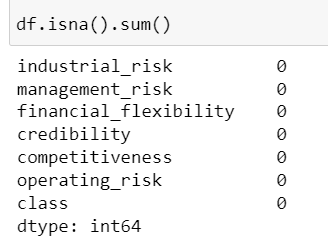 df.isna().sum()
industrial_risk 0
management_risk 0
financial_flexibility 0
credibility 0
competitiveness 0
operating_risk 0
class 0
dtype: int64